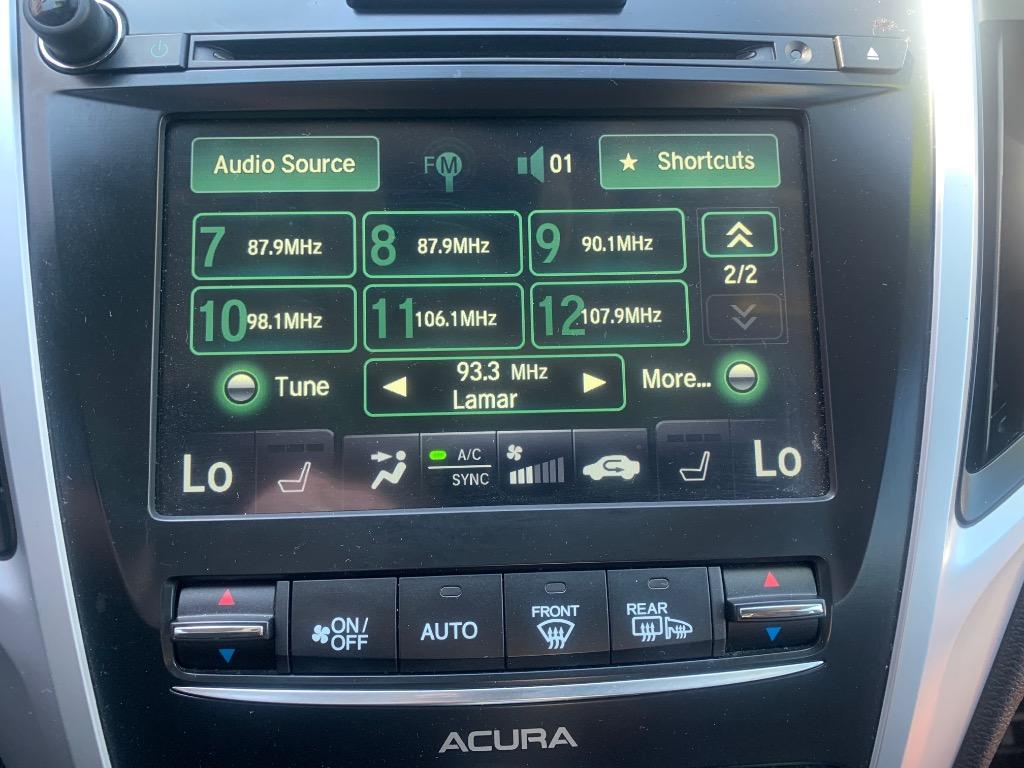 Audio Source FM 01 ★ Shortcuts
7 87.9MHz 8 87.9MHz 9 90.1MHz
2/2
10 98.1MHz 11 106.1MHz 12 107.9MHz
Tune 93.3 MHz More...
Lamar
Lo A/C Lo
SYNC
ON/ AUTO FRONT REAR
OFF
ACURA